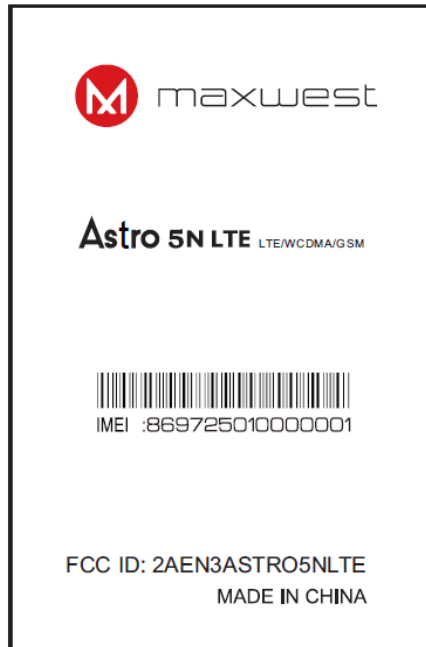 maxwest
Astro 5N LTE LTE/WCDMA/GSM
IMEI :869725010000001
FCC ID: 2AEN3ASTRO5NLTE
MADE IN CHINA